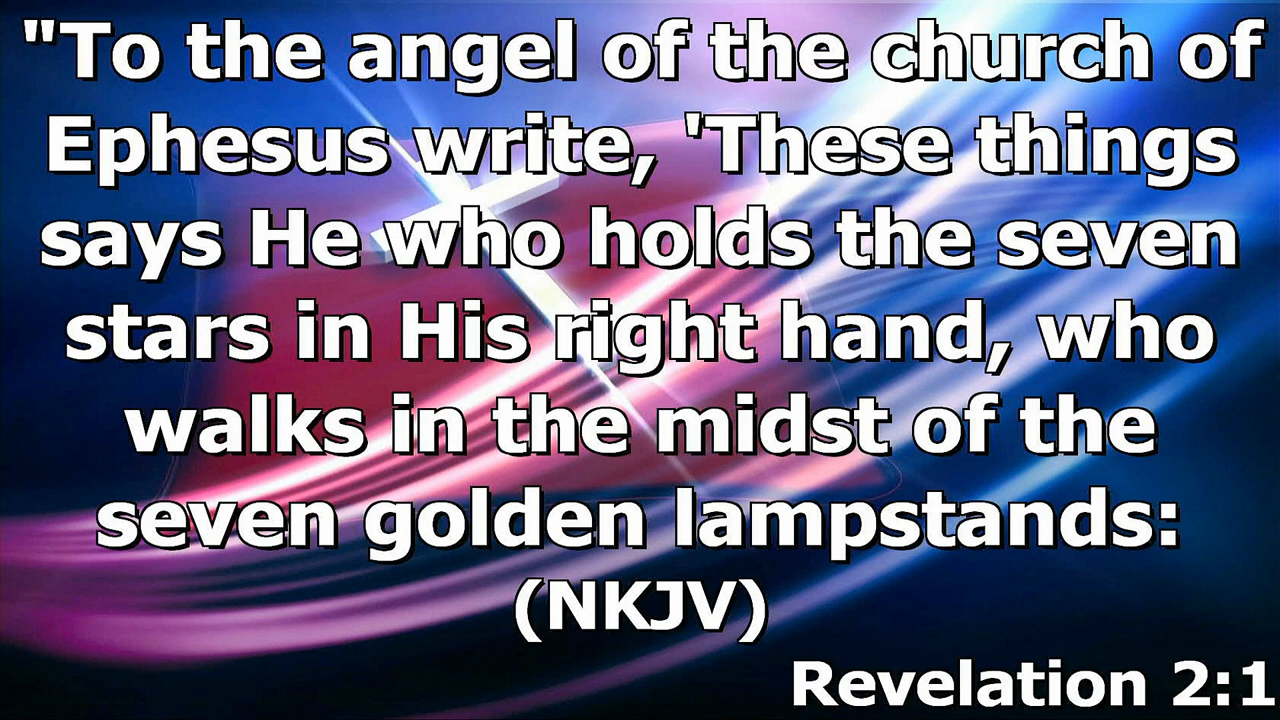 "To the angel of the church of
Ephesus write, 'These things
says He who holds the seven
stars in His right hand, who
walks in the midst of the
seven golden lampstands:
(NKJV)
Revelation 2:1